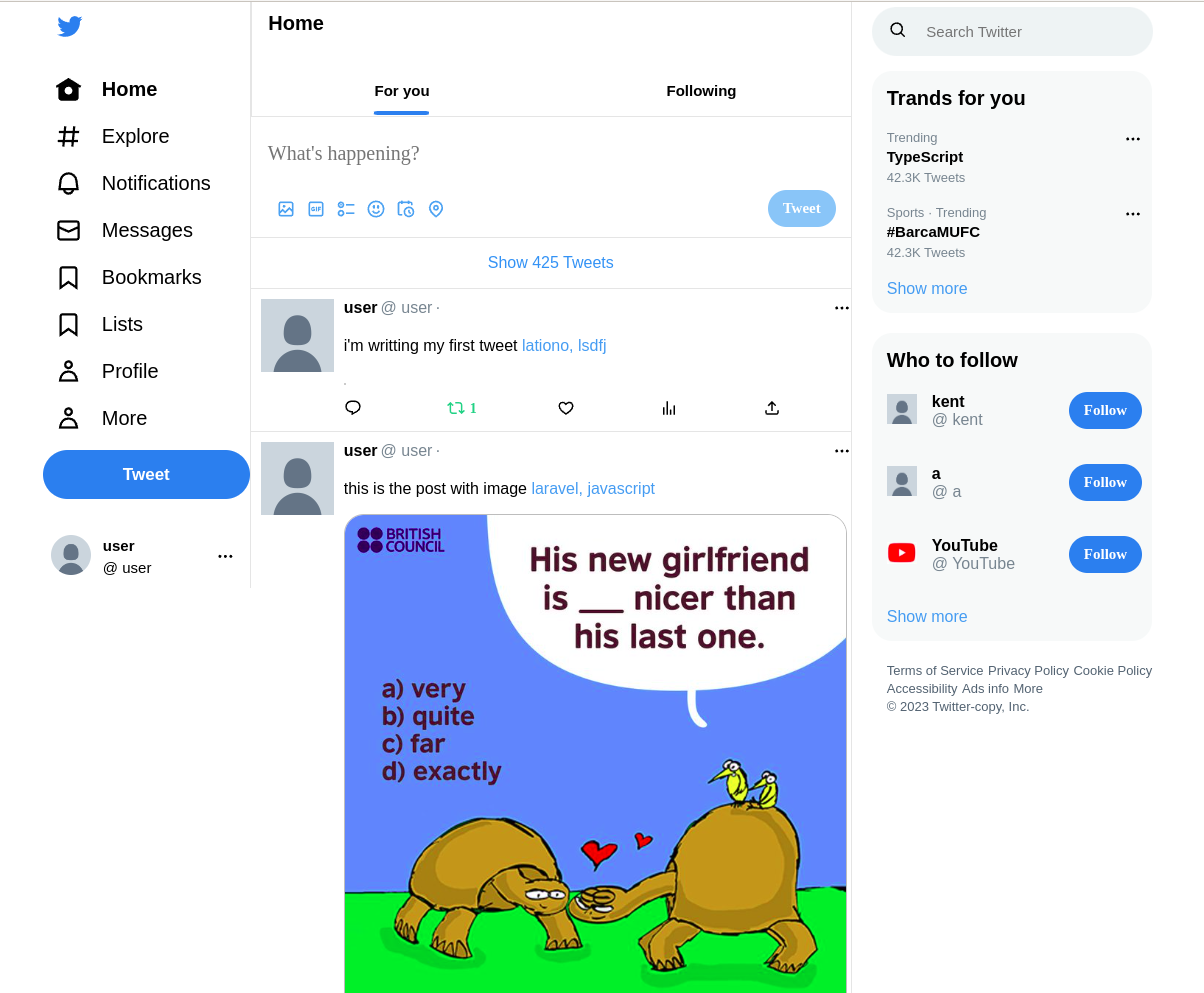 Home
Explore
Notifications
Messages
Bookmarks
Lists
Profile
More
Tweet
user
@ user
Home
For you
Following
What's happening?
GIF
Tweet
Show 425 Tweets
user @ user ·
i'm writting my first tweet lationo, lsdfj
.
1
user @ user ·
this is the post with image laravel, javascript
BRITISH
COUNCIL
His new girlfriend
is ___ nicer than
his last one.
a) very
b) quite
c) far
d) exactly
Search Twitter
Trands for you
Trending
TypeScript
42.3K Tweets
Sports · Trending
#BarcaMUFC
42.3K Tweets
Show more
Who to follow
kent
@ kent
Follow
a
@ a
Follow
YouTube
@ YouTube
Follow
Show more
Terms of Service Privacy Policy Cookie Policy
Accessibility Ads info More
© 2023 Twitter-copy, Inc.